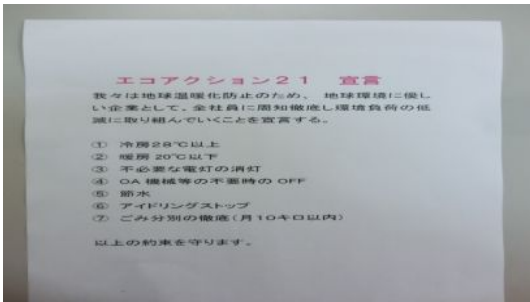 エコアクション21 宣言
我々は地球温暖化防止のため、地球環境に優し
い企業として、全社員に周知徹底し環境負荷の低
減に取り組んでいくことを宣言する。
① 冷房28℃以上
② 暖房20℃以下
③ 不必要な電灯の消灯
④ OA機械等の不要時のOFF
⑤ 節水
⑥ アイドリングストップ
⑦ ごみ分別の徹底(月10キロ以内)
以上の約束を守ります。